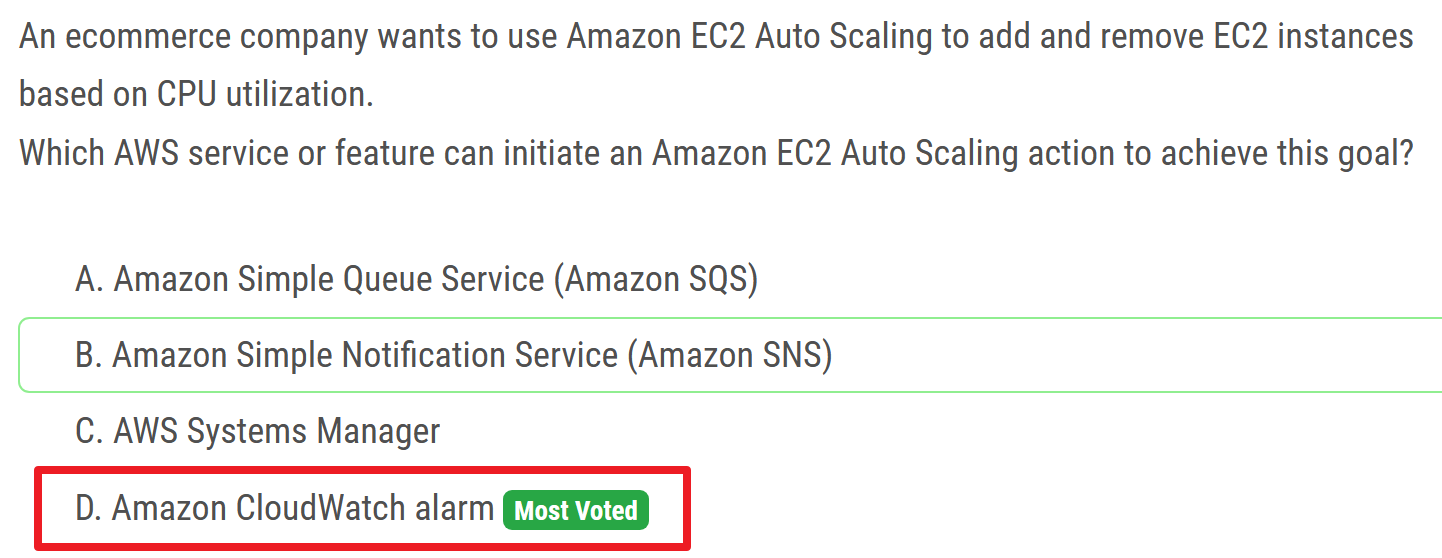 An ecommerce company wants to use Amazon EC2 Auto Scaling to add and remove EC2 instances
based on CPU utilization.
Which AWS service or feature can initiate an Amazon EC2 Auto Scaling action to achieve this goal?
A. Amazon Simple Queue Service (Amazon SQS)
B. Amazon Simple Notification Service (Amazon SNS)
C. AWS Systems Manager
D. Amazon CloudWatch alarm Most Voted